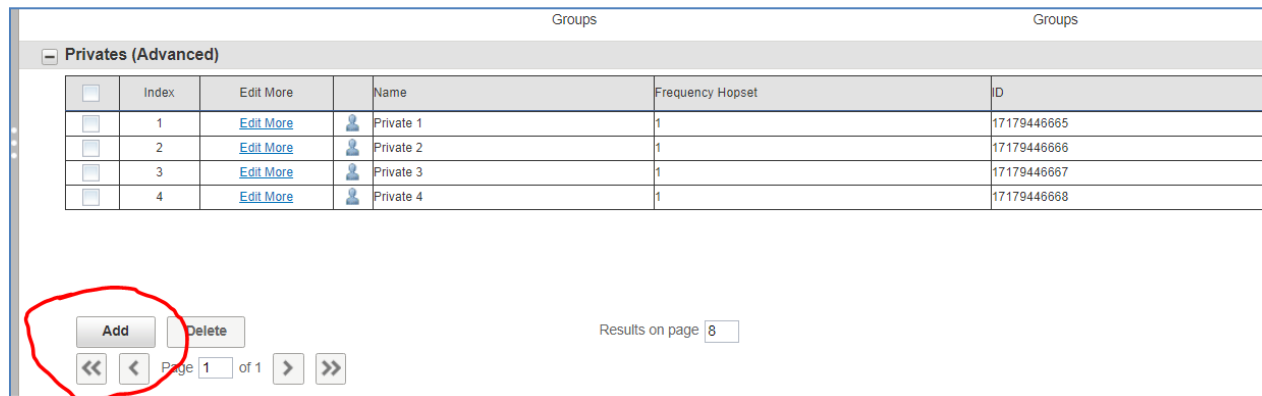 Groups Groups
Privates (Advanced)
Index Edit More Name Frequency Hopset ID
1 Edit More Private 1 1 17179446665
2 Edit More Private 2 1 17179446666
3 Edit More Private 3 1 17179446667
4 Edit More Private 4 1 17179446668
Add Delete Results on page 8
<< < Page 1 of 1 > >>